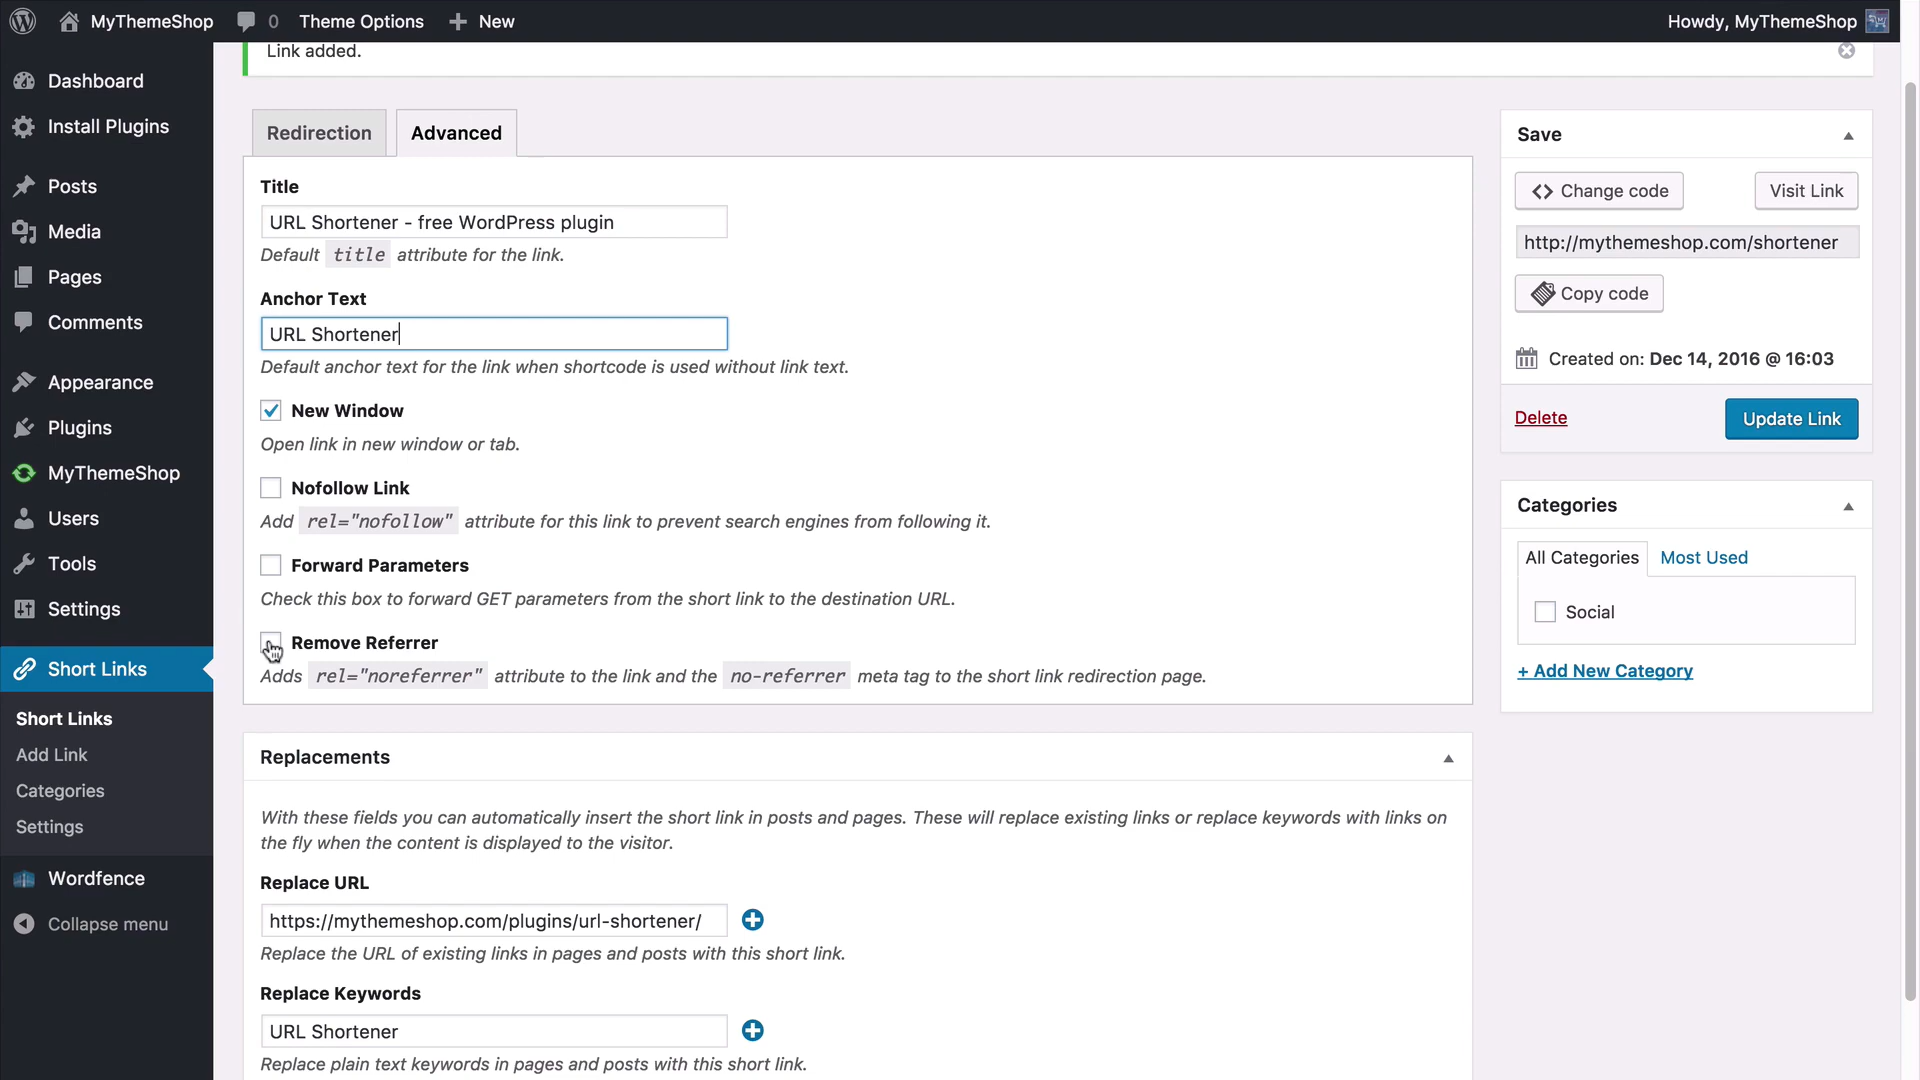 MyThemeShop
0
Theme Options
New
Howdy, MyThemeShop
Dashboard
Install Plugins
Posts
Media
Pages
Comments
Appearance
Plugins
MyThemeShop
Users
Tools
Settings
Short Links
Short Links
Add Link
Categories
Settings
Wordfence
Collapse menu
Link added.
Redirection
Advanced
Title
URL Shortener - free WordPress plugin
Default title attribute for the link.
Anchor Text
URL Shortener
Default anchor text for the link when shortcode is used without link text.
New Window
Open link in new window or tab.
Nofollow Link
Add rel="nofollow" attribute for this link to prevent search engines from following it.
Forward Parameters
Check this box to forward GET parameters from the short link to the destination URL.
Remove Referrer
Adds rel="noreferrer" attribute to the link and the no-referrer meta tag to the short link redirection page.
Replacements
With these fields you can automatically insert the short link in posts and pages. These will replace existing links or replace keywords with links on
the fly when the content is displayed to the visitor.
Replace URL
https://mythemeshop.com/plugins/url-shortener/
Replace the URL of existing links in pages and posts with this short link.
Replace Keywords
URL Shortener
Replace plain text keywords in pages and posts with this short link.
Save
Change code
Visit Link
http://mythemeshop.com/shortener
Copy code
Created on: Dec 14, 2016 @ 16:03
Delete
Update Link
Categories
All Categories
Most Used
Social
+ Add New Category